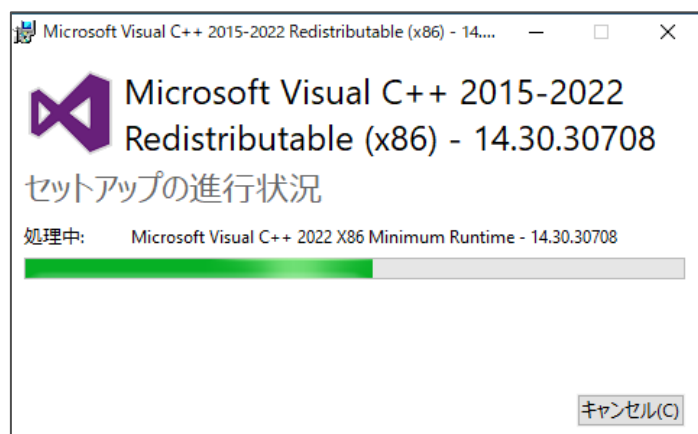 Microsoft Visual C++ 2015-2022 Redistributable (x86) - 14....
Microsoft Visual C++ 2015-2022
Redistributable (x86) - 14.30.30708
セットアップの進行状況
処理中: Microsoft Visual C++ 2022 X86 Minimum Runtime - 14.30.30708
キャンセル(C)